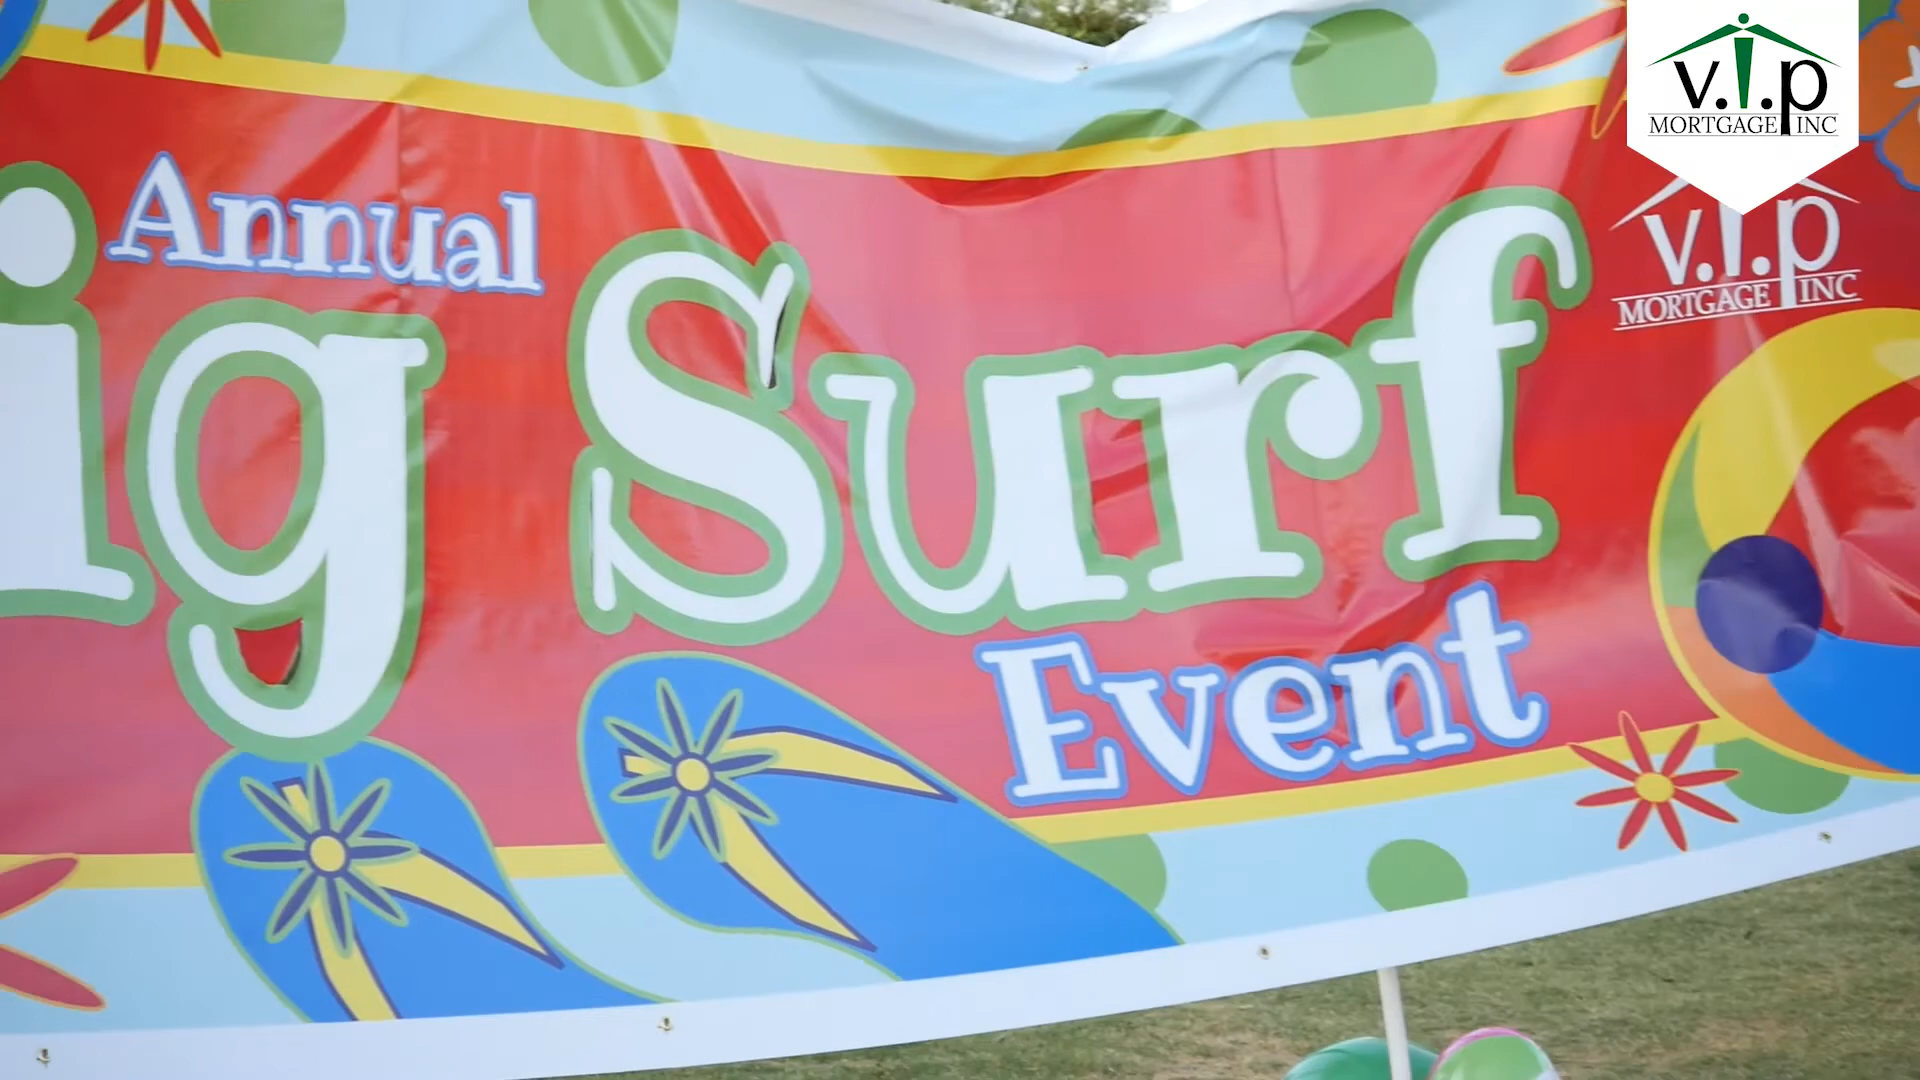 v.i.p
MORTGAGE INC
Annual
ig Surf
Event
v.i.p
MORTGAGE INC